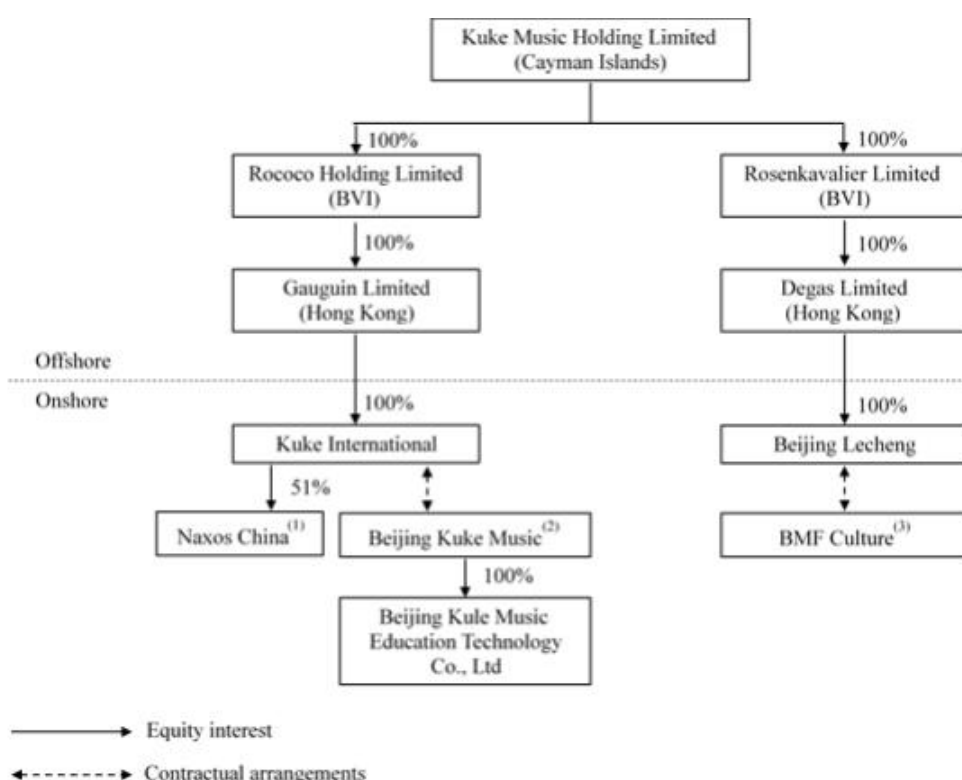 Kuke Music Holding Limited
(Cayman Islands)
100%
100%
Rococo Holding Limited
(BVI)
Rosenkavalier Limited
(BVI)
100%
100%
Gauguin Limited
(Hong Kong)
Degas Limited
(Hong Kong)
Offshore
Onshore
100%
100%
Kuke International
Beijing Lecheng
51%
Naxos China(1)
Beijing Kuke Music(2)
BMF Culture(3)
100%
Beijing Kule Music
Education Technology
Co., Ltd
Equity interest
Contractual arrangements